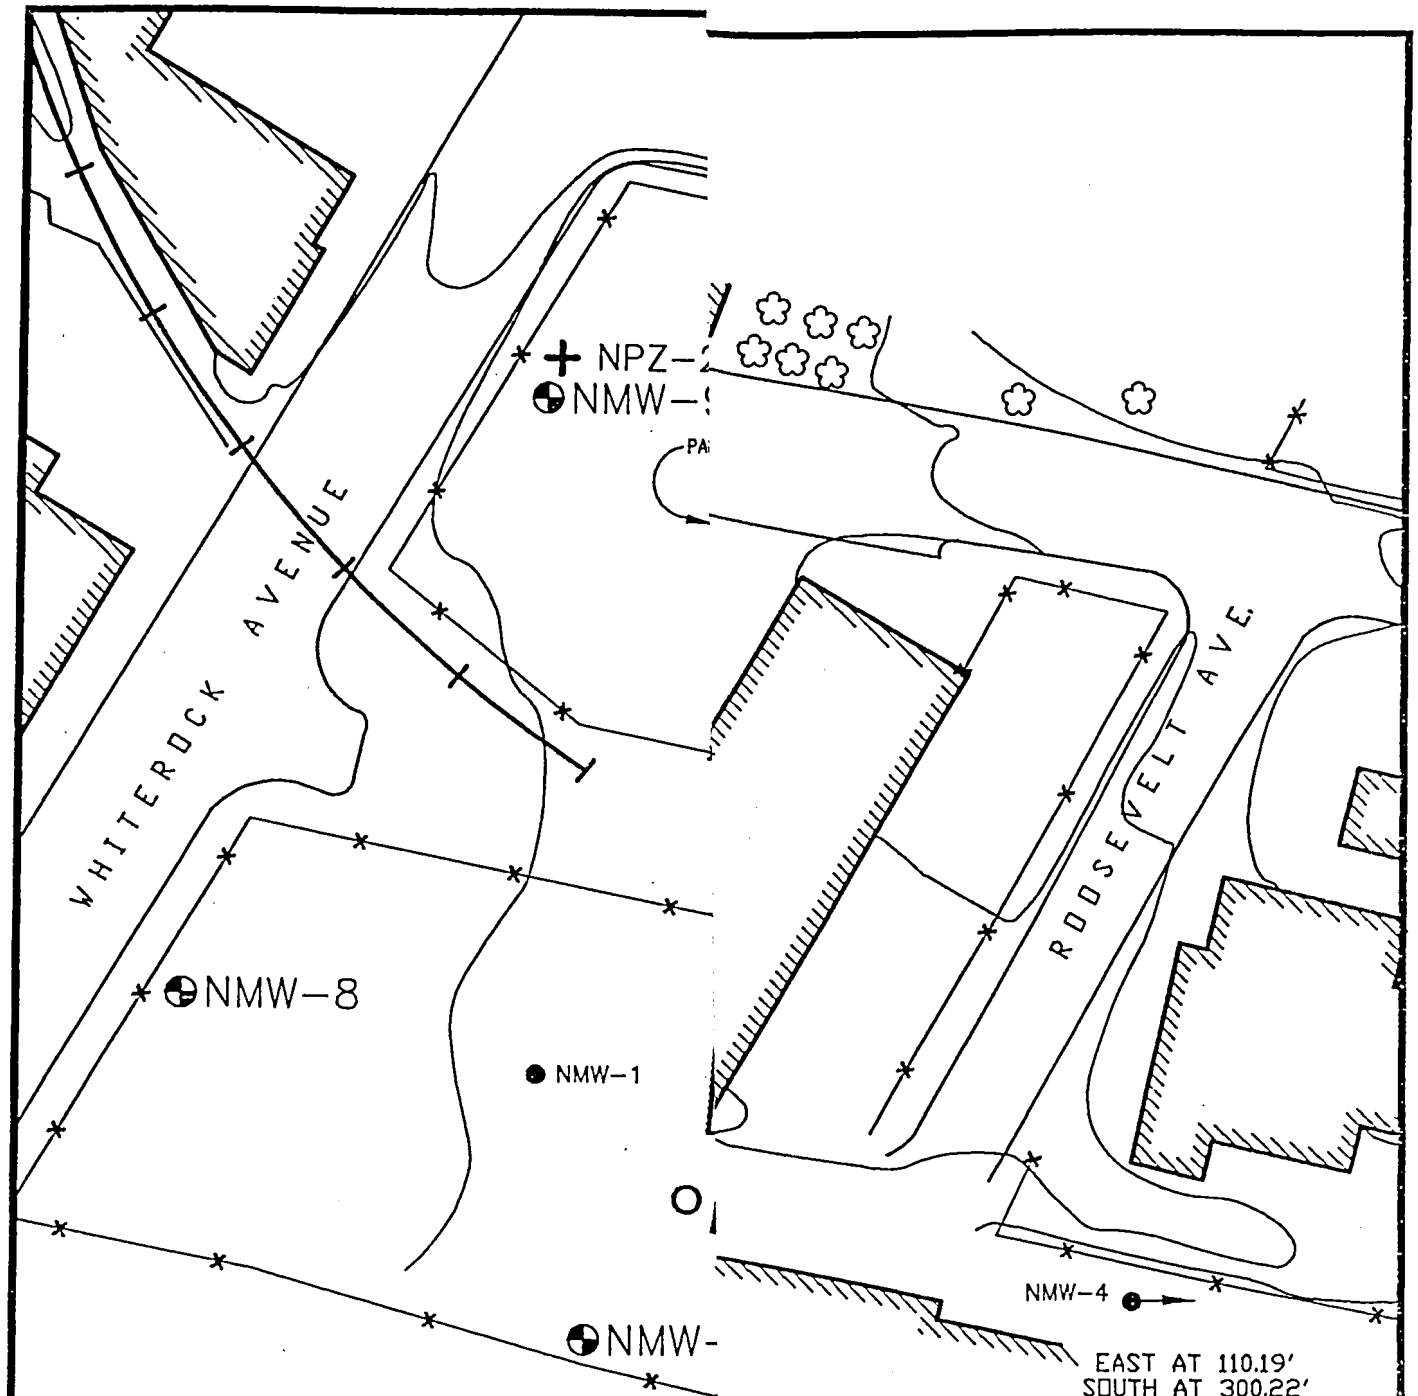 NPZ-
NMW-
PA
WHITEROCK AVENUE
ROOSEVELT AVE.
NMW-8
NMW-1
NMW-4
NMW-
EAST AT 110.19'
SOUTH AT 300.22'